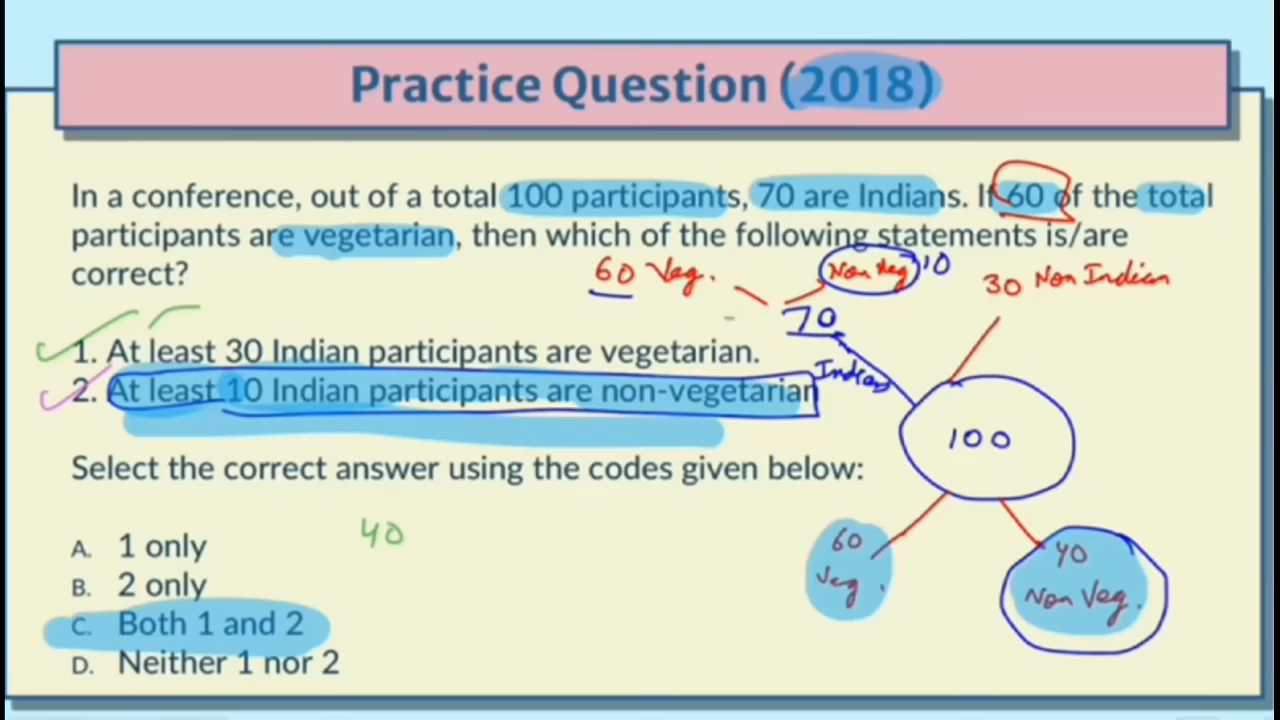 Practice Question (2018)
In a conference, out of a total 100 participants, 70 are Indians. If 60 of the total
participants are vegetarian, then which of the following statements is/are
correct?
60 Veg.
Non Veg
10
30 Non Indian
70
Indian
1. At least 30 Indian participants are vegetarian.
2. At least 10 Indian participants are non-vegetarian
100
Select the correct answer using the codes given below:
40
A. 1 only
B. 2 only
C. Both 1 and 2
D. Neither 1 nor 2
60
Veg.
40
Non Veg.